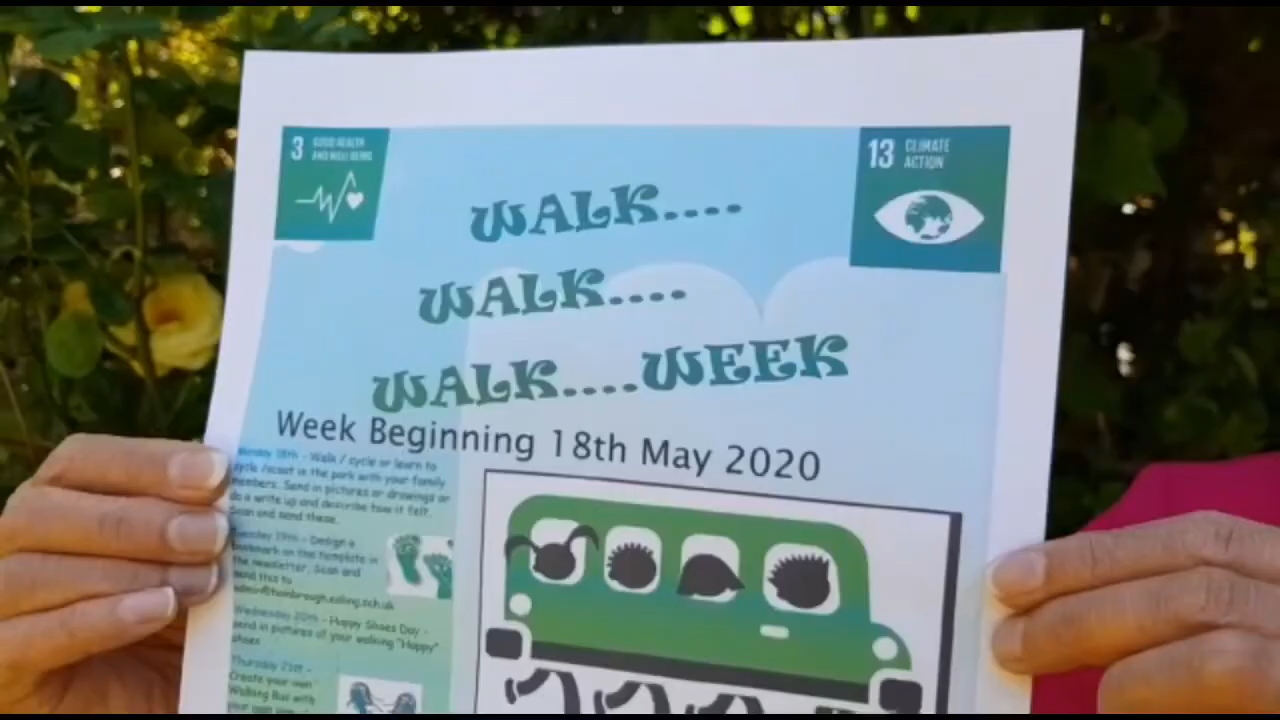 3 GOOD HEALTH
AND WELL-BEING
13 CLIMATE
ACTION
WALK....
WALK....
WALK....WEEK
Week Beginning 18th May 2020
Monday 18th - Walk / cycle or learn to
cycle /scoot in the park with your family
members. Send in pictures or drawings or
do a write up and describe how it felt.
Scan and send these.
Tuesday 19th - Design a
bookmark on the template in
the newsletter. Scan and
send this to
Wednesday 20th - Happy Shoes Day -
send in pictures of your walking "Happy"
shoes
Thursday 21st -
Create your own
Walking Bus with
your own